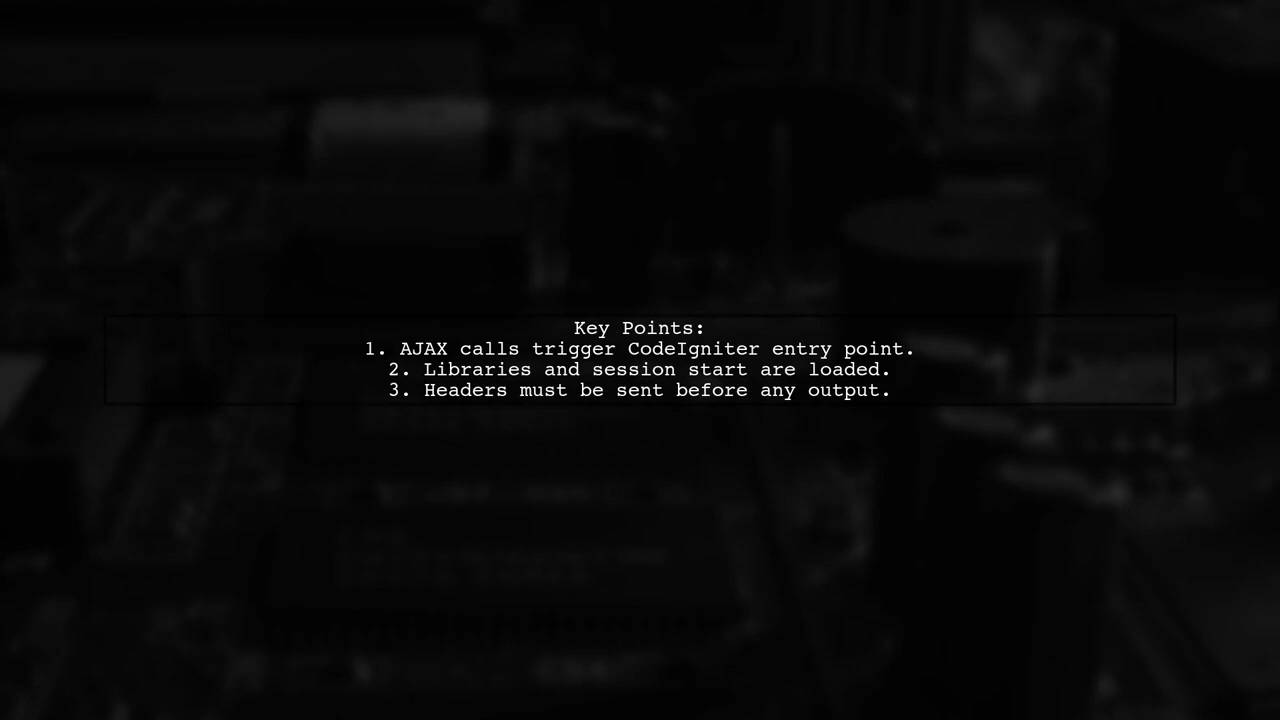 Key Points:
1. AJAX calls trigger CodeIgniter entry point.
2. Libraries and session start are loaded.
3. Headers must be sent before any output.